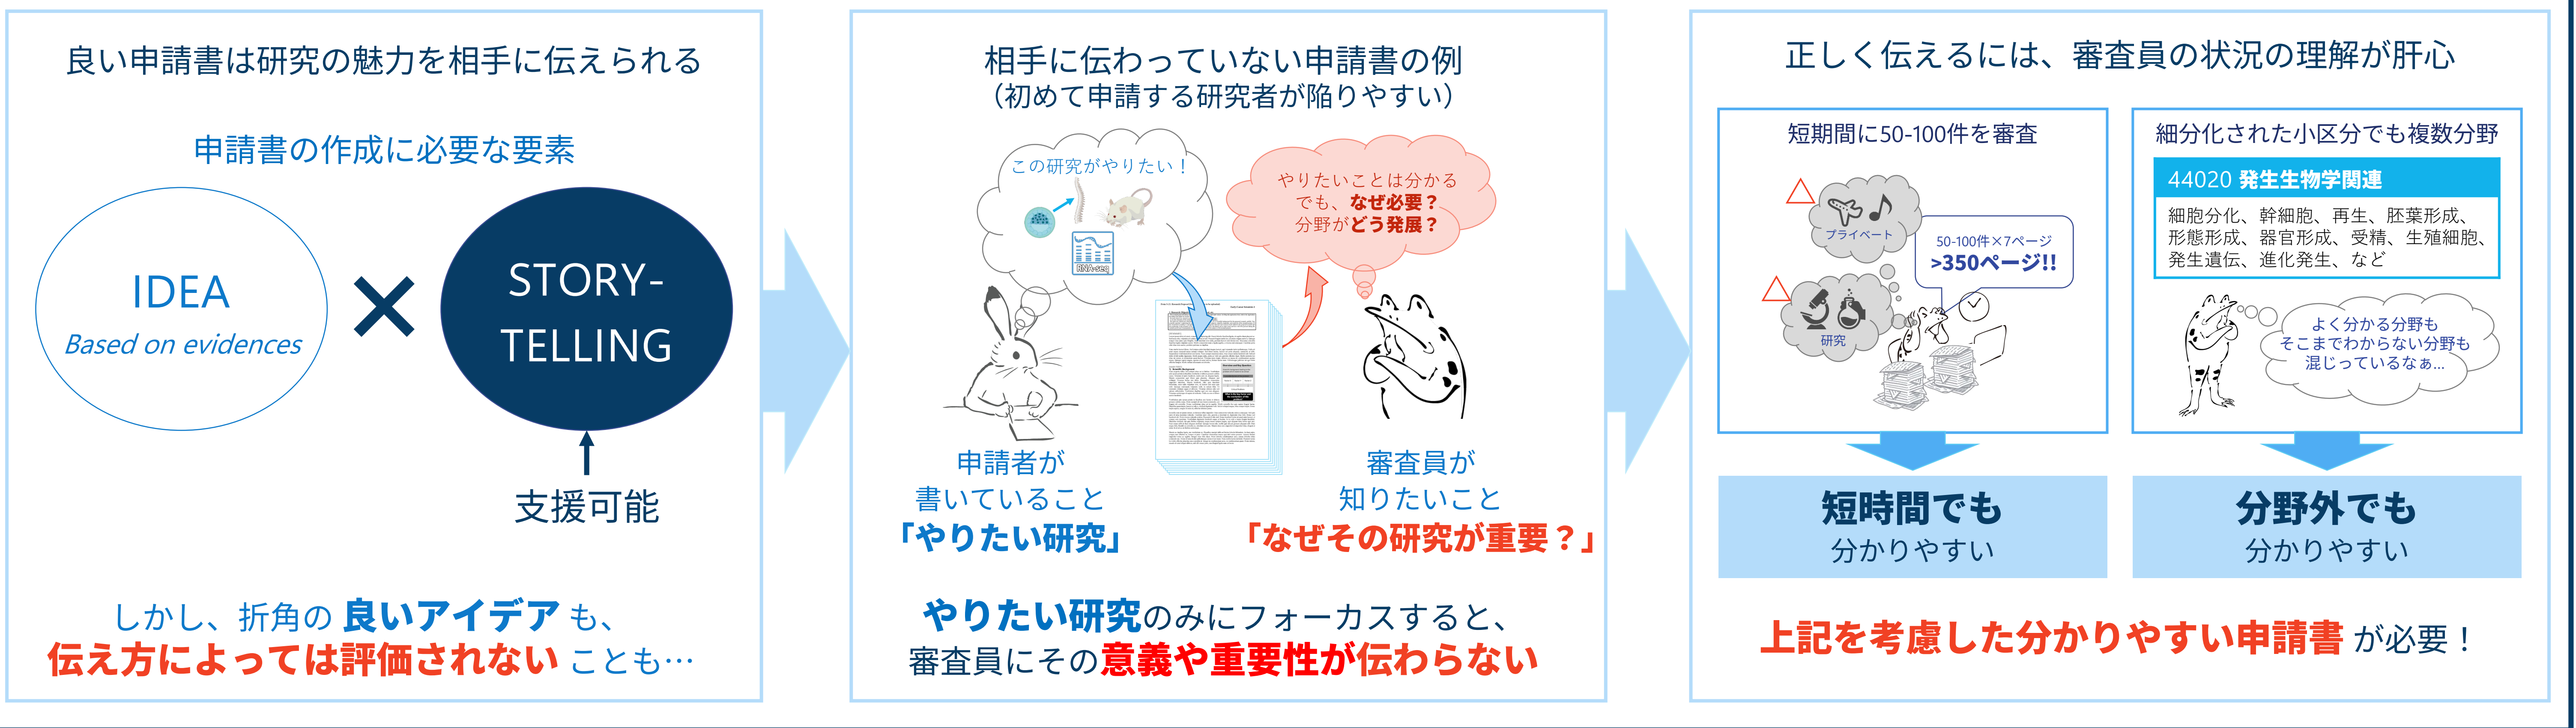 良い申請書は研究の魅力を相手に伝えられる
申請書の作成に必要な要素
IDEA
Based on evidences
×
STORY-
TELLING
支援可能
しかし、折角の 良いアイデア も、
伝え方によっては評価されない ことも…
相手に伝わっていない申請書の例
（初めて申請する研究者が陥りやすい）
この研究がやりたい！
RNA-seq
やりたいことは分かる
でも、なぜ必要？
分野がどう発展？
申請者が
書いていること
「やりたい研究」
審査員が
知りたいこと
「なぜその研究が重要？」
やりたい研究のみにフォーカスすると、
審査員にその意義や重要性が伝わらない
正しく伝えるには、審査員の状況の理解が肝心
短期間に50-100件を審査
プライベート
研究
50-100件×7ページ
>350ページ!!
短時間でも
分かりやすい
細分化された小区分でも複数分野
44020 発生生物学関連
細胞分化、幹細胞、再生、胚葉形成、
形態形成、器官形成、受精、生殖細胞、
発生遺伝、進化発生、など
よく分かる分野も
そこまでわからない分野も
混じっているなぁ...
分野外でも
分かりやすい
上記を考慮した分かりやすい申請書 が必要！